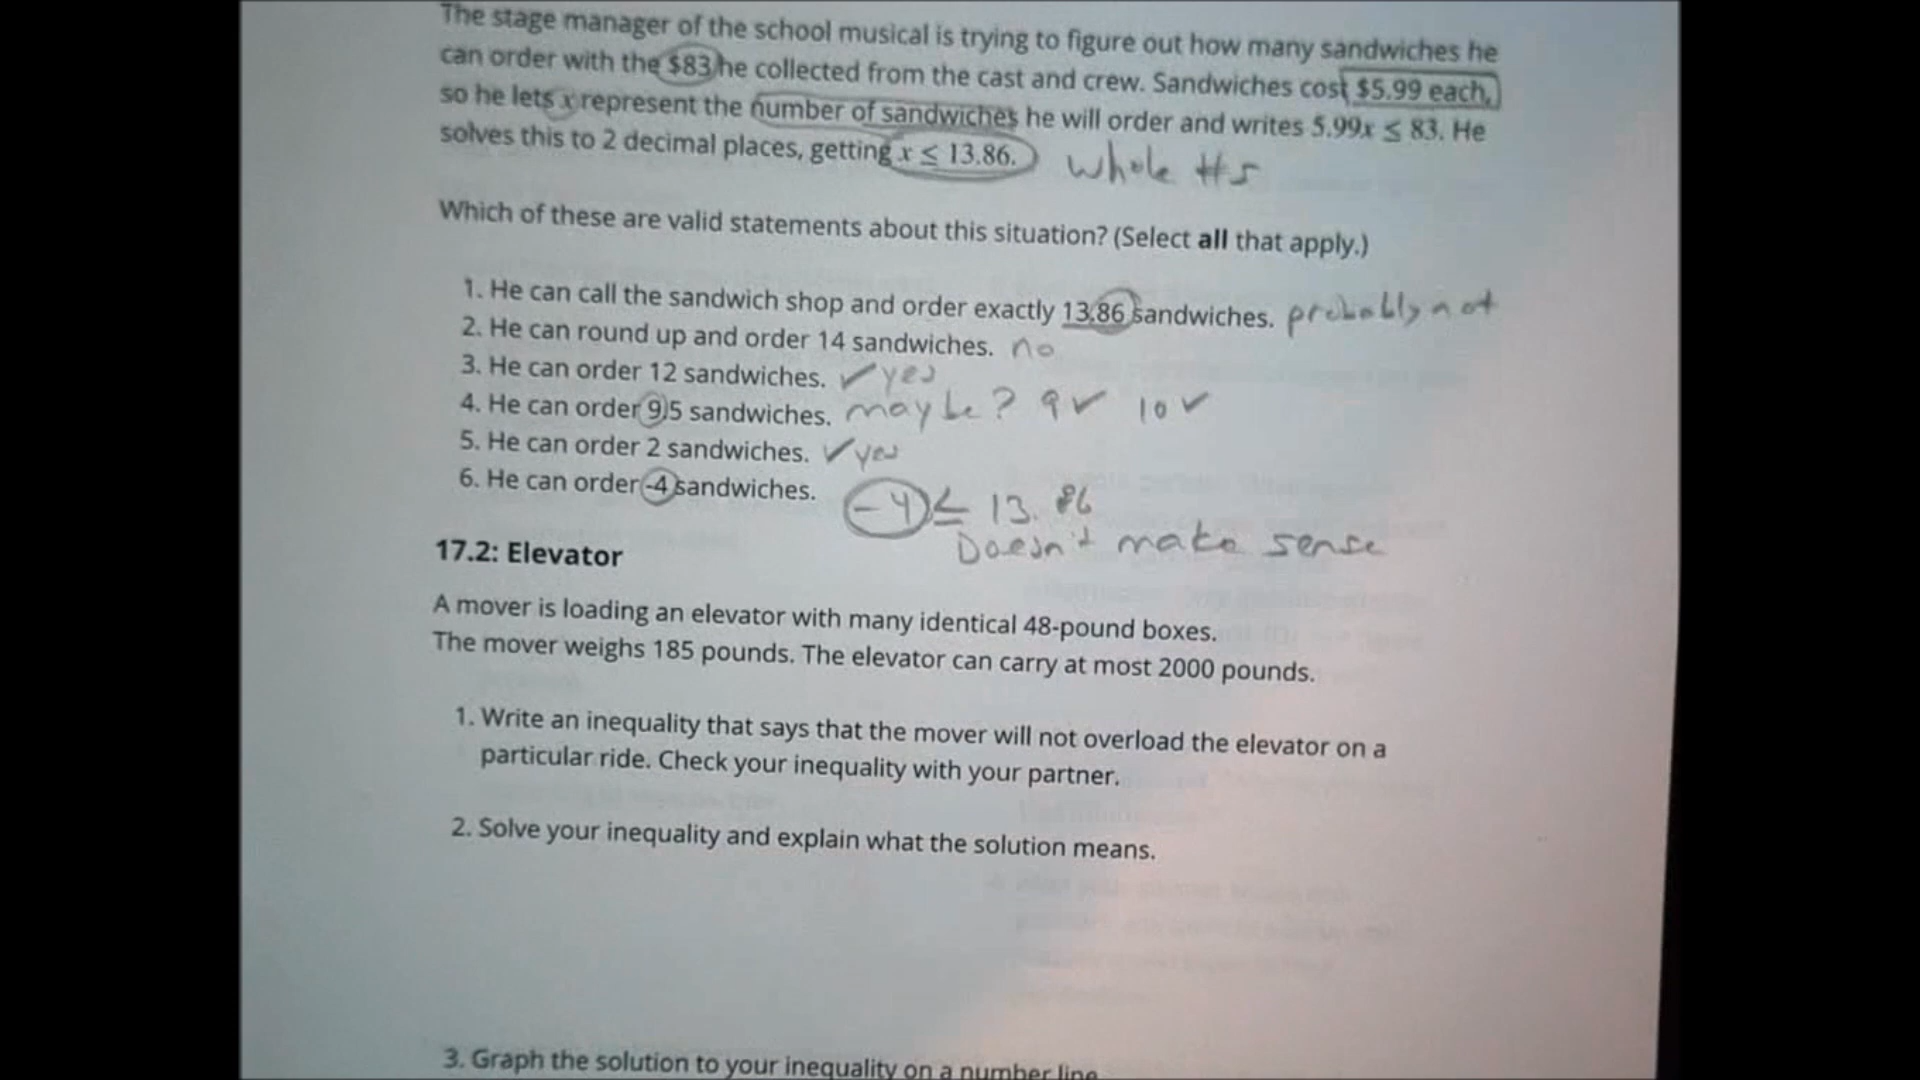 The stage manager of the school musical is trying to figure out how many sandwiches he
can order with the $83 he collected from the cast and crew. Sandwiches cost $5.99 each,
so he lets x represent the number of sandwiches he will order and writes 5.99x ≤ 83. He
solves this to 2 decimal places, getting x ≤ 13.86. whole #s
Which of these are valid statements about this situation? (Select all that apply.)
1. He can call the sandwich shop and order exactly 13.86 sandwiches. probably not
2. He can round up and order 14 sandwiches. no
3. He can order 12 sandwiches. ✓ yes
4. He can order 9.5 sandwiches. maybe? 9 ✓ 10 ✓
5. He can order 2 sandwiches. ✓ yes
6. He can order -4 sandwiches. -4 ≤ 13.86
Doesn't make sense
17.2: Elevator
A mover is loading an elevator with many identical 48-pound boxes.
The mover weighs 185 pounds. The elevator can carry at most 2000 pounds.
1. Write an inequality that says that the mover will not overload the elevator on a
particular ride. Check your inequality with your partner.
2. Solve your inequality and explain what the solution means.
3. Graph the solution to your inequality on a number line